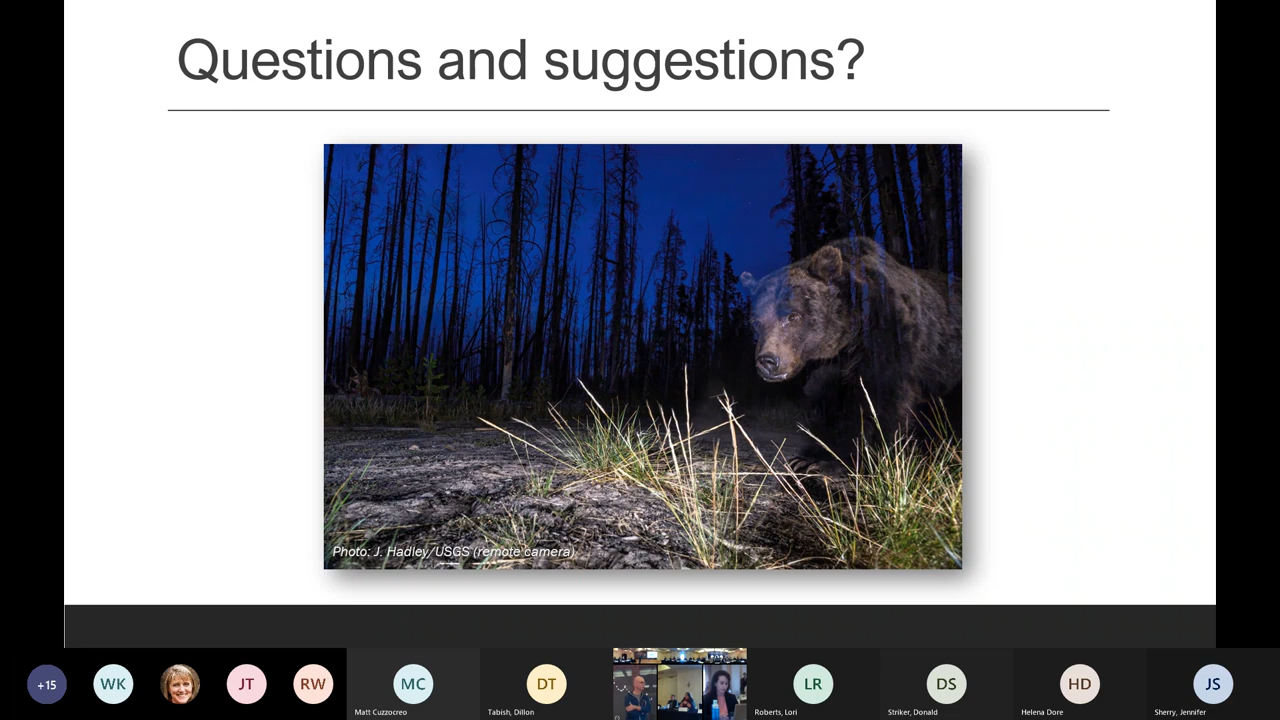 Questions and suggestions?
Photo: J. Hadley/USGS (remote camera)
+15
WK
JT
RW
MC
DT
LR
DS
HD
JS
Matt Cuzzocreo
Tabish, Dillon
Roberts, Lori
Striker, Donald
Helena Dore
Sherry, Jennifer